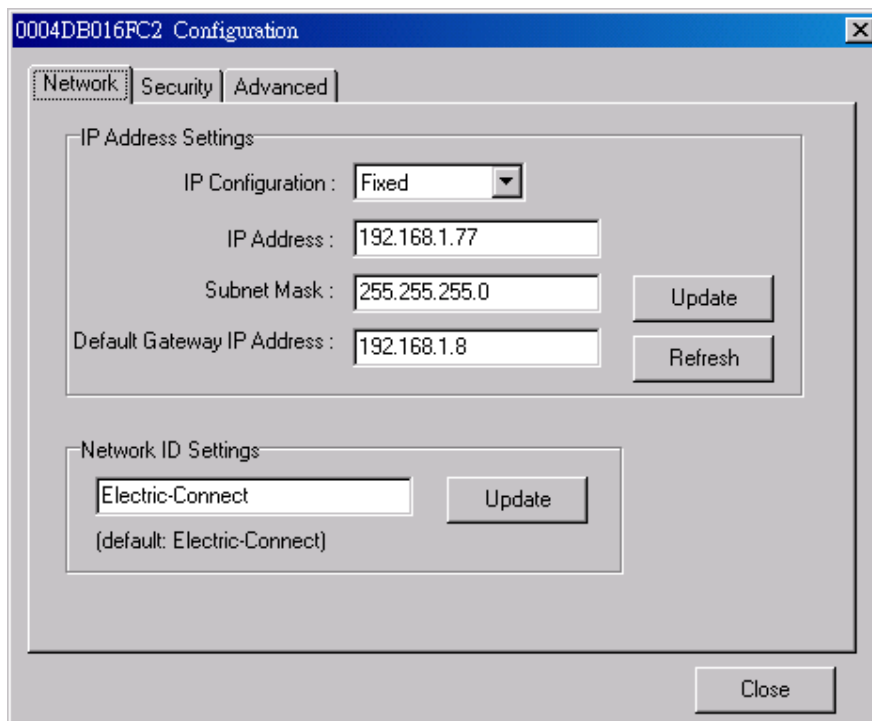 0004DB016FC2 Configuration
Network Security Advanced
IP Address Settings
IP Configuration : Fixed
IP Address : 192.168.1.77
Subnet Mask : 255.255.255.0
Update
Default Gateway IP Address : 192.168.1.8
Refresh
Network ID Settings
Electric-Connect
Update
(default: Electric-Connect)
Close